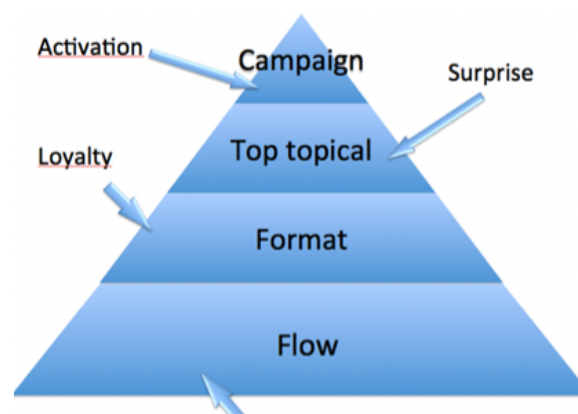 Activation
Campaign
Surprise
Top topical
Loyalty
Format
Flow